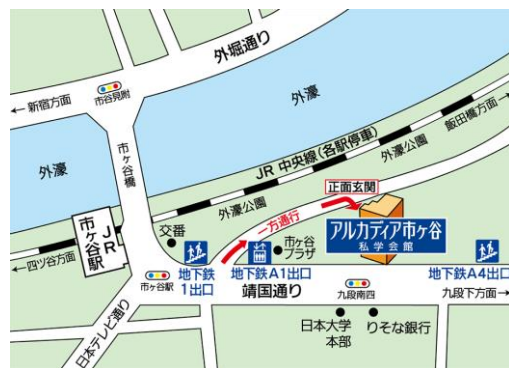 外堀通り
←新宿方面
市谷見附
外濠
飯田橋方面→
JR 中央線(各駅停車)
外濠公園
市ヶ谷橋
外濠
正面玄関
外濠公園
一方通行
アルカディア市ヶ谷
私学会館
JR
市ヶ谷駅
交番
市ヶ谷
プラザ
←四ツ谷方面
地下鉄
1出口
地下鉄A1出口
地下鉄A4出口
市ヶ谷駅
靖国通り
九段南四
九段下方面→
日本テレビ通り
日本大学
本部
りそな銀行